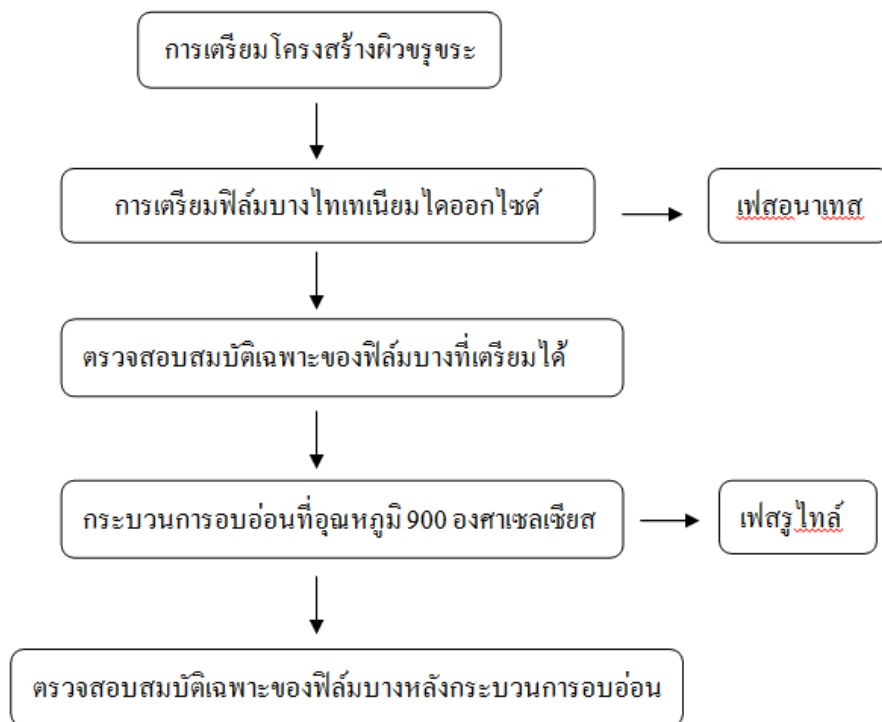 การเตรียมโครงสร้างผิวขรุขระ
การเตรียมฟิล์มบางไทเทเนียมไดออกไซด์
เฟสอนาเทส
ตรวจสอบสมบัติเฉพาะของฟิล์มบางที่เตรียมได้
กระบวนการอบอ่อนที่อุณหภูมิ 900 องศาเซลเซียส
เฟสรูไทล์
ตรวจสอบสมบัติเฉพาะของฟิล์มบางหลังกระบวนการอบอ่อน